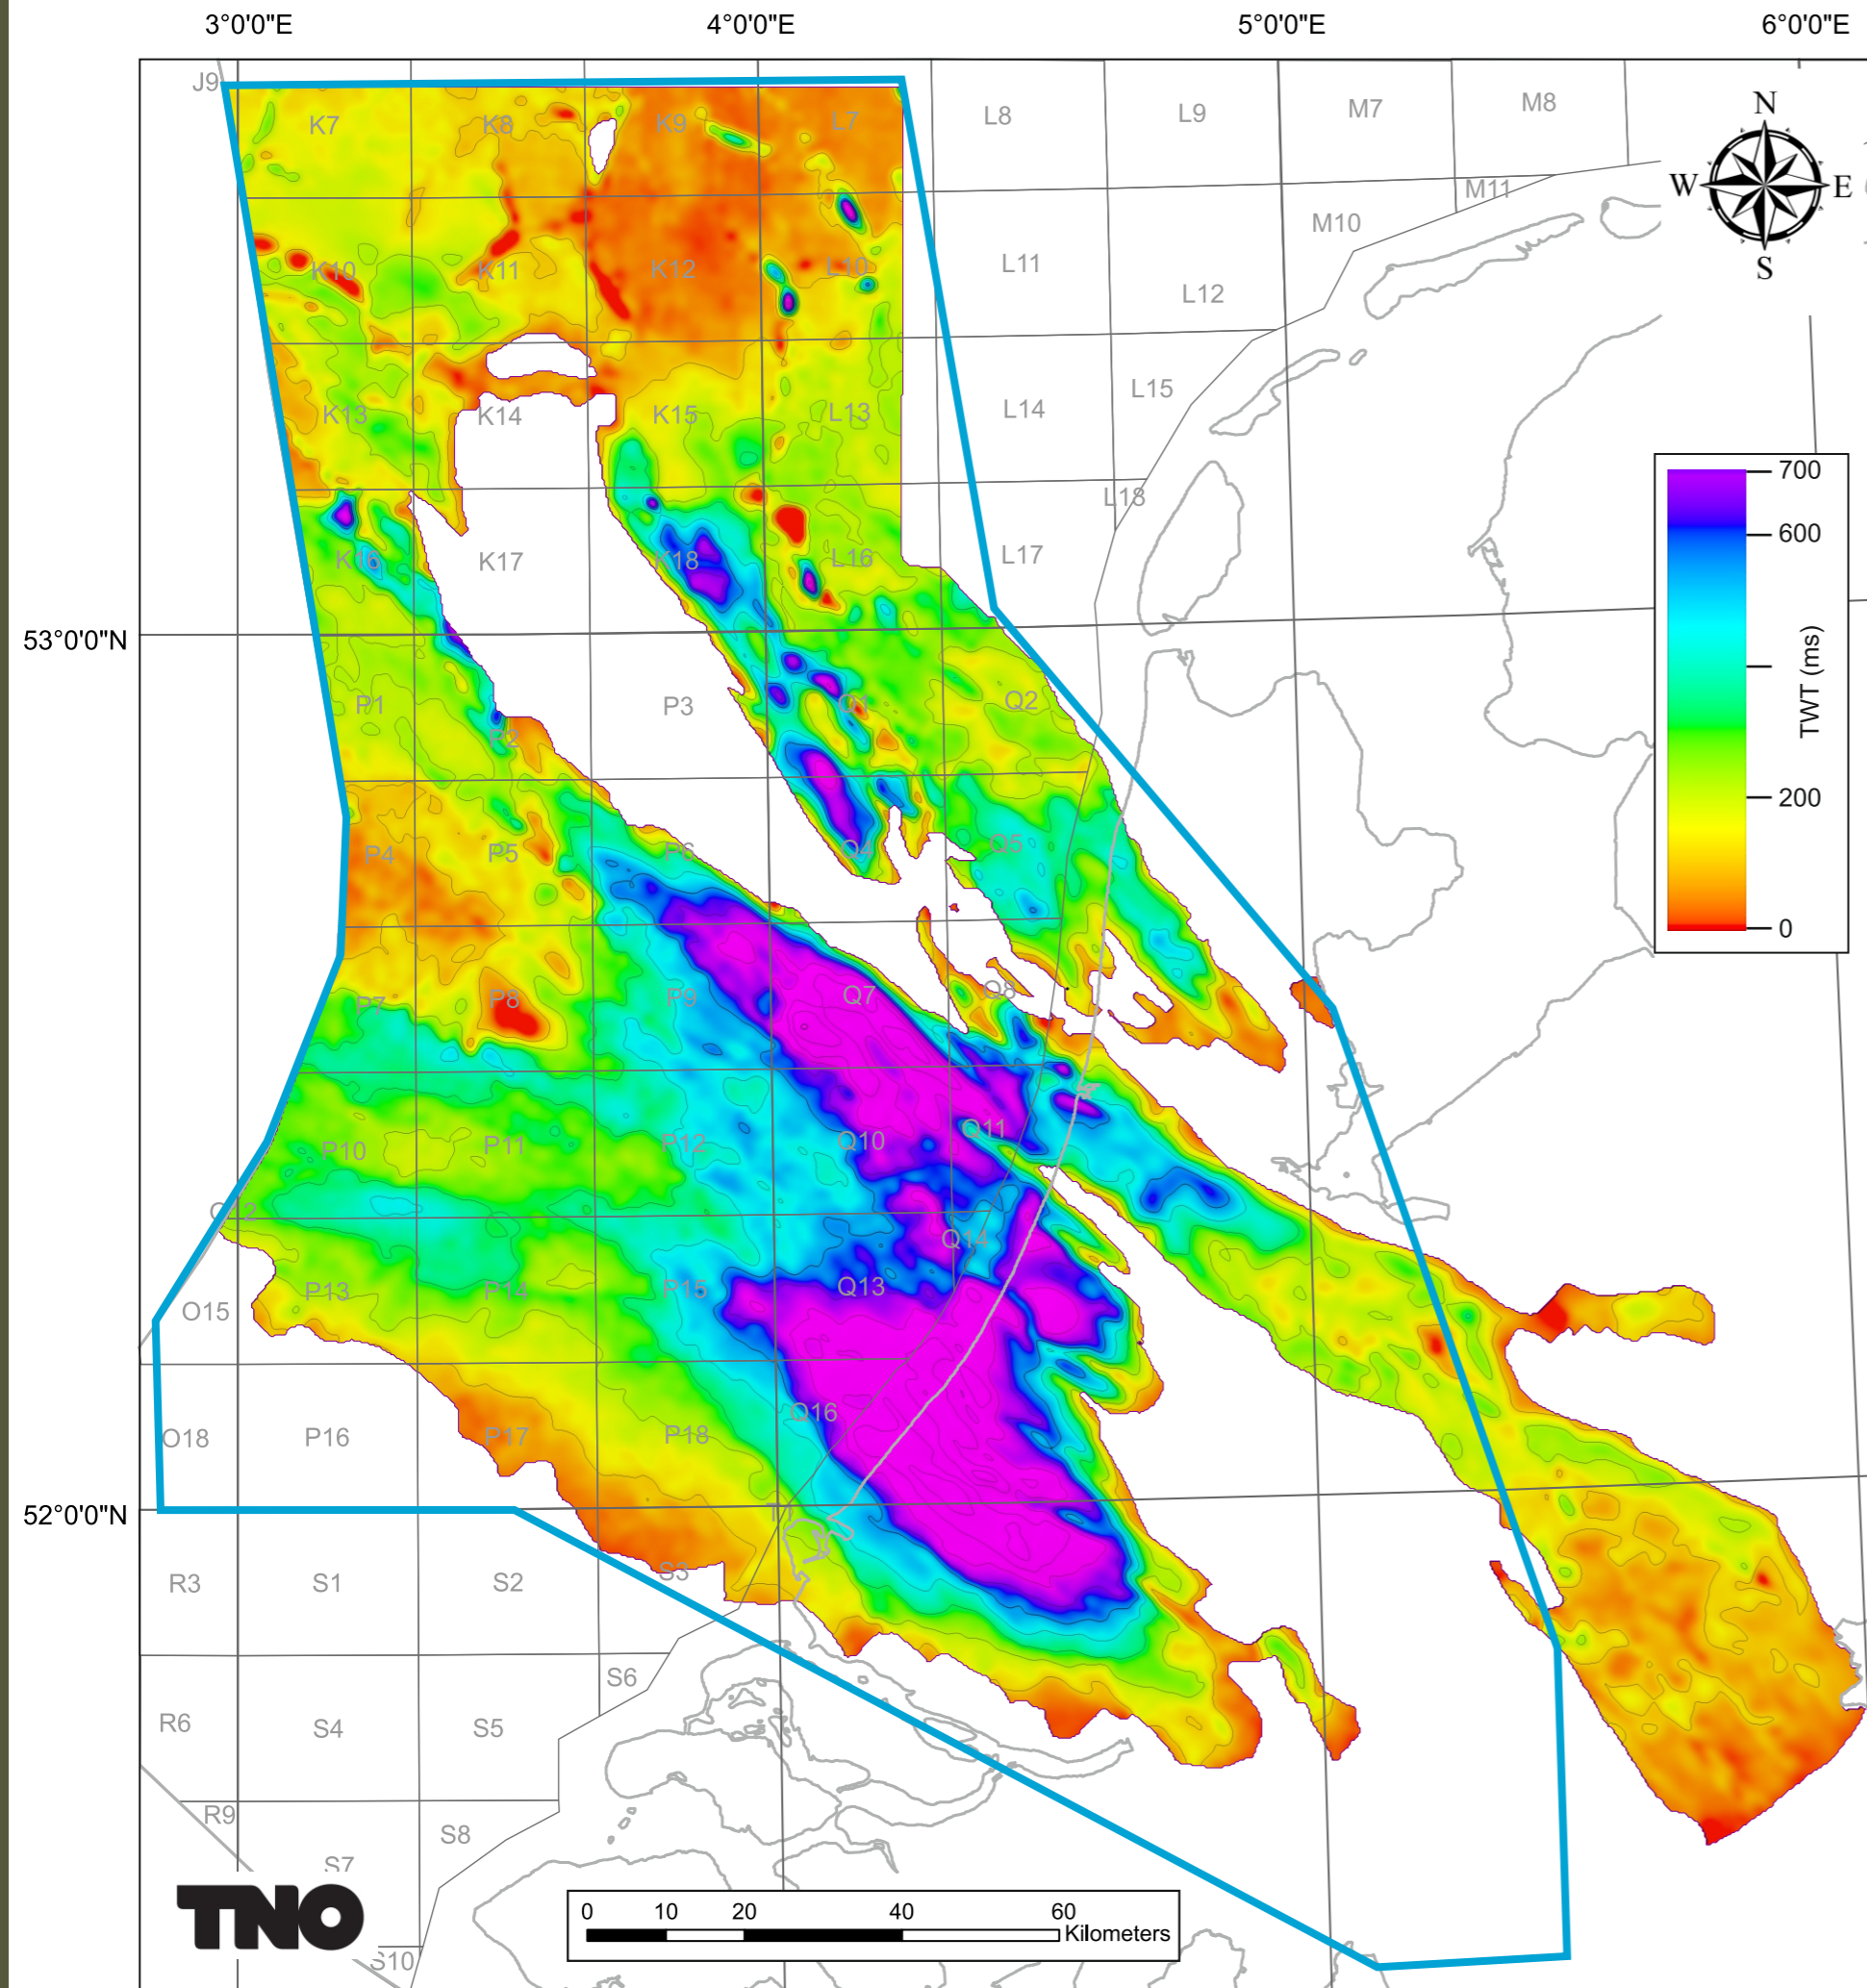 3°0'0"E 4°0'0"E 5°0'0"E 6°0'0"E
J9 K7 K8 K9 L7 L8 L9 M7 M8
N
W E
S
M11
M10
K10 K11 K12 L10 L11 L12
K13 K14 K15 L13 L14 L15
L18
K16 K17 K18 L16 L17
700
600
TWT (ms)
200
0
53°0'0"N
P1 P2 P3 Q1 Q2
P4 P5 P6 Q4 Q5
P7 P8 P9 Q7 Q8
P10 P11 P12 Q10 Q11
O12
Q14
O15 P13 P14 P15 Q13
O18 P16 P17 P18 Q16
52°0'0"N
T1
R3 S1 S2 S3
S6
R6 S4 S5
R9 S8
S7
TNO
0 10 20 40 60
Kilometers
S10